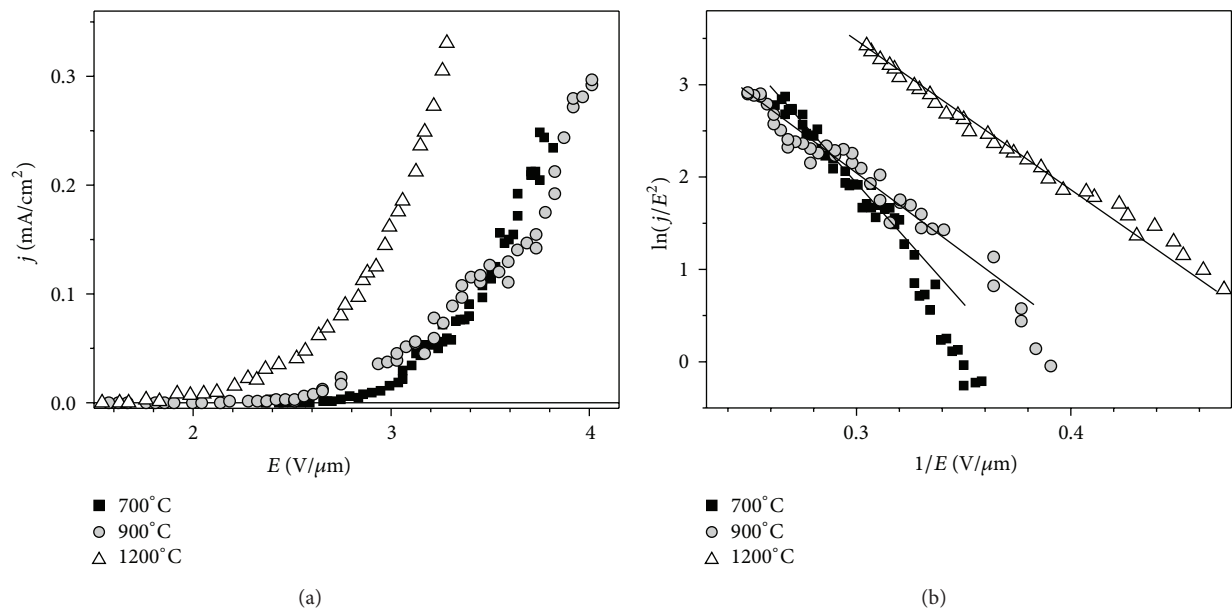 0.3
0.2
0.1
0.0
j (mA/cm²)
2
3
4
E (V/μm)
700°C
900°C
1200°C
(a)
3
2
1
0
ln(j/E²)
0.3
0.4
1/E (V/μm)
700°C
900°C
1200°C
(b)